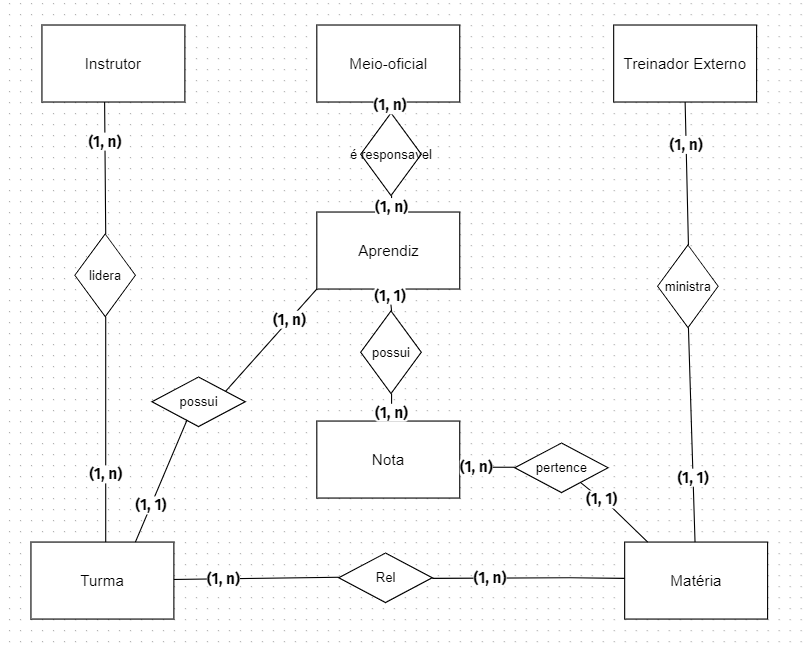 Instrutor
Meio-oficial
Treinador Externo
(1, n)
(1, n)
(1, n)
é responsavel
(1, n)
Aprendiz
lidera
ministra
(1, 1)
(1, n)
possui
possui
(1, n)
Nota
(1, n)
pertence
(1, n)
(1, 1)
(1, 1)
(1, 1)
Turma
(1, n)
Rel
(1, n)
Matéria